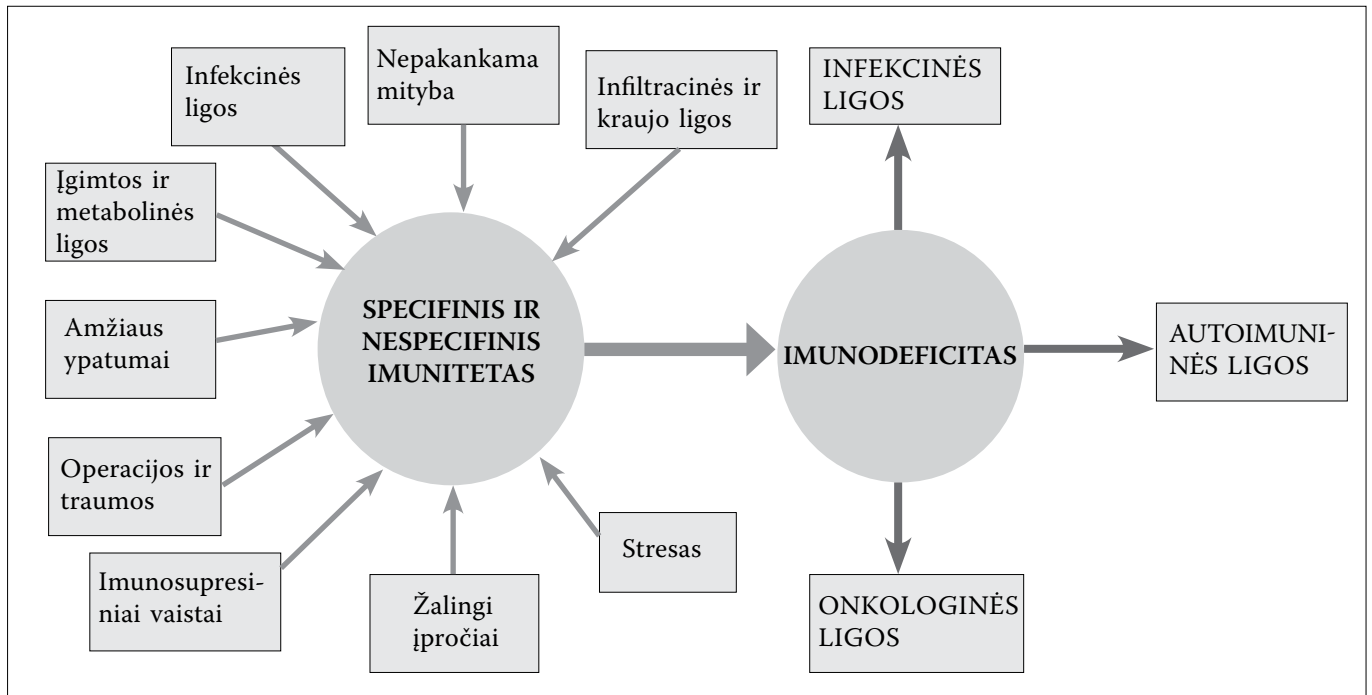 Infekcinės
ligos
Nepakankama
mityba
Infiltracinės ir
kraujo ligos
Įgimtos ir
metabolinės
ligos
Amžiaus
ypatumai
Operacijos ir
traumos
Imunosupresi-
niai vaistai
Žalingi
įpročiai
Stresas
SPECIFINIS IR
NESPECIFINIS
IMUNITETAS
IMUNODEFICITAS
INFEKCINĖS
LIGOS
AUTOIMUNI-
NĖS LIGOS
ONKOLOGINĖS
LIGOS